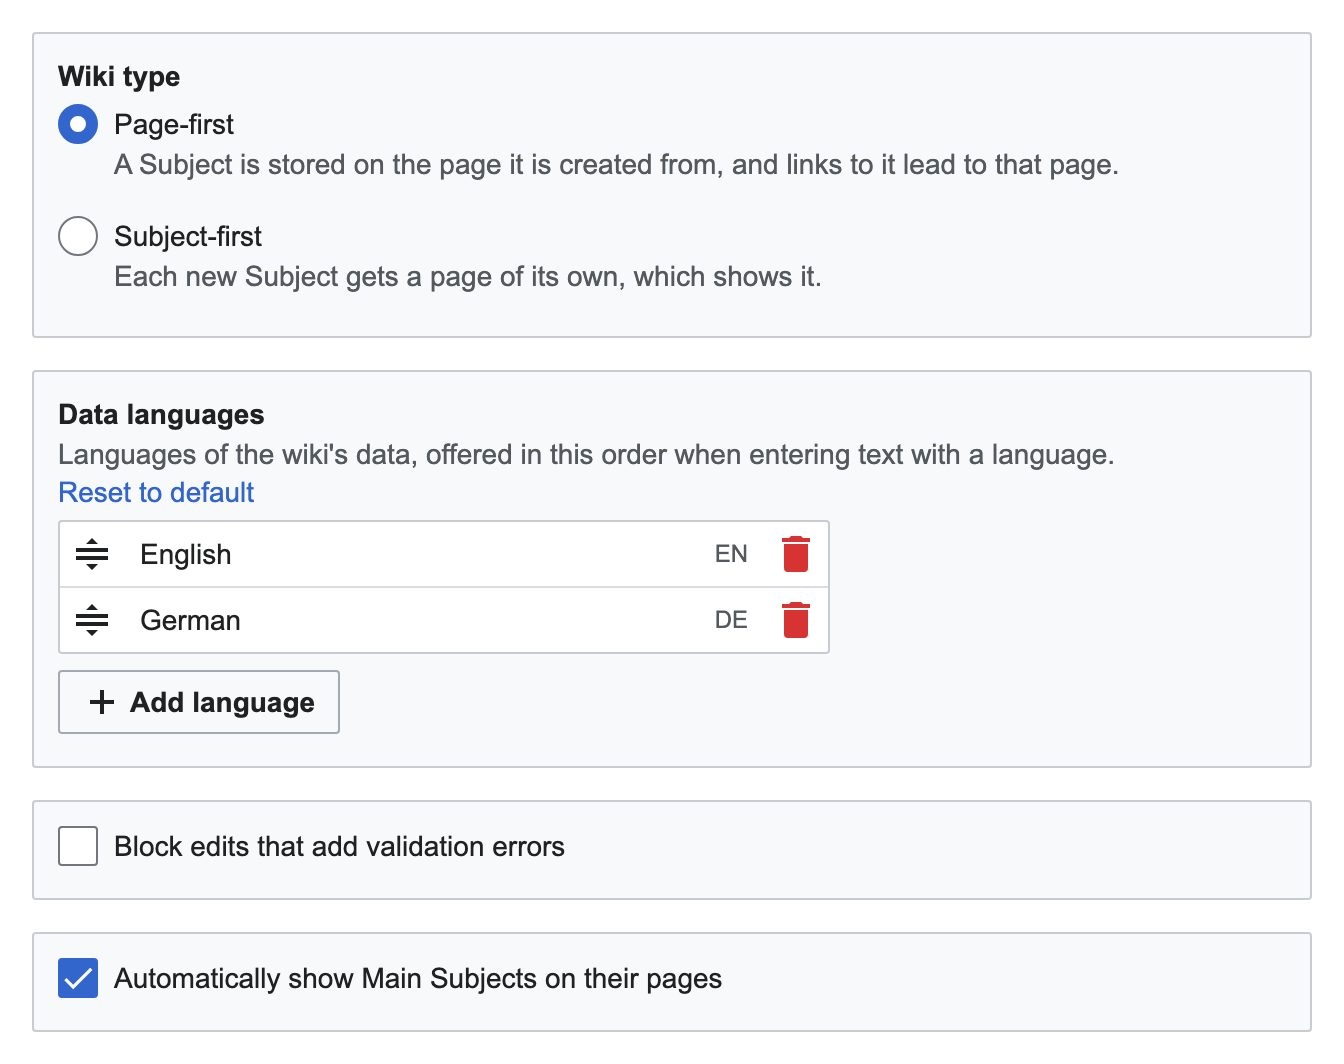 Wiki type
Page-first
A Subject is stored on the page it is created from, and links to it lead to that page.
Subject-first
Each new Subject gets a page of its own, which shows it.
Data languages
Languages of the wiki's data, offered in this order when entering text with a language.
Reset to default
English EN
German DE
Add language
Block edits that add validation errors
Automatically show Main Subjects on their pages